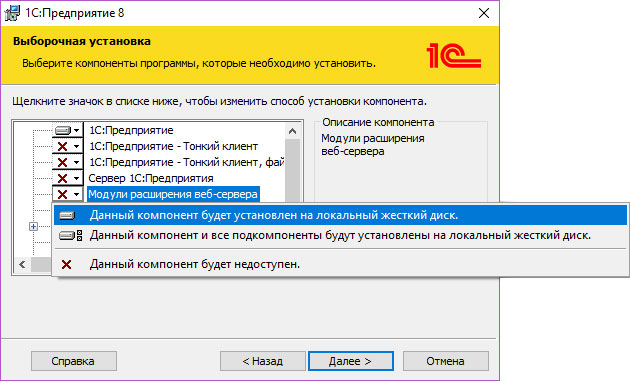 1С:Предприятие 8
Выборочная установка
Выберите компоненты программы, которые необходимо установить.
1С
Щелкните значок в списке ниже, чтобы изменить способ установки компонента.
1С:Предприятие
1С:Предприятие - Тонкий клиент
1С:Предприятие - Тонкий клиент, фай
Сервер 1С:Предприятия
Модули расширения веб-сервера
Описание компонента
Модули расширения
веб-сервера
Данный компонент будет установлен на локальный жесткий диск.
Данный компонент и все подкомпоненты будут установлены на локальный жесткий диск.
Данный компонент будет недоступен.
Справка
< Назад
Далее >
Отмена